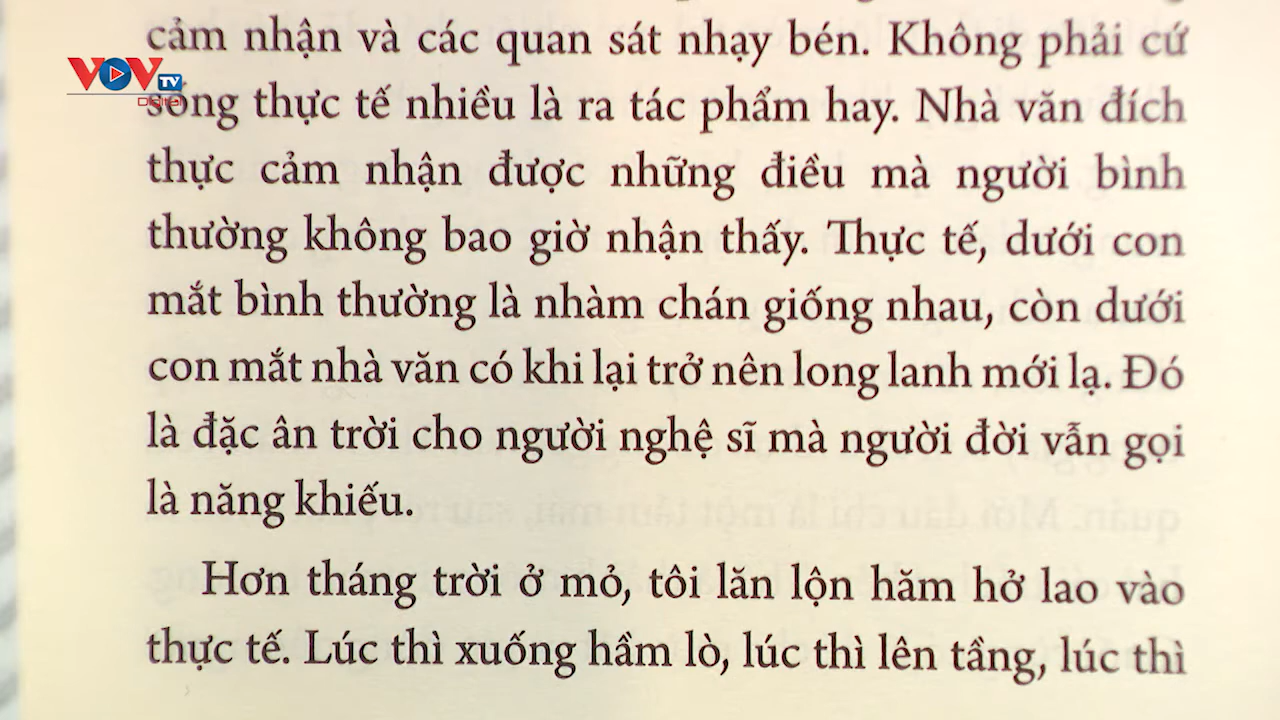 cảm nhận và các quan sát nhạy bén. Không phải cứ
VOV TV
Digital
sống thực tế nhiều là ra tác phẩm hay. Nhà văn đích
thực cảm nhận được những điều mà người bình
thường không bao giờ nhận thấy. Thực tế, dưới con
mắt bình thường là nhàm chán giống nhau, còn dưới
con mắt nhà văn có khi lại trở nên long lanh mới lạ. Đó
là đặc ân trời cho người nghệ sĩ mà người đời vẫn gọi
là năng khiếu.
Hơn tháng trời ở mỏ, tôi lăn lộn hăm hở lao vào
thực tế. Lúc thì xuống hầm lò, lúc thì lên tầng, lúc thì